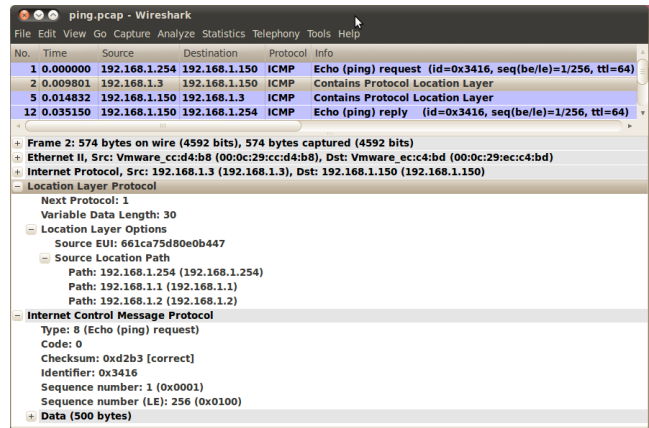 ping.pcap - Wireshark
File Edit View Go Capture Analyze Statistics Telephony Tools Help
No. Time Source Destination Protocol Info
1 0.000000 192.168.1.254 192.168.1.150 ICMP Echo (ping) request (id=0x3416, seq(be/le)=1/256, ttl=64)
2 0.009801 192.168.1.3 192.168.1.150 ICMP Contains Protocol Location Layer
5 0.014832 192.168.1.150 192.168.1.3 ICMP Contains Protocol Location Layer
12 0.035150 192.168.1.150 192.168.1.254 ICMP Echo (ping) reply (id=0x3416, seq(be/le)=1/256, ttl=64)
Frame 2: 574 bytes on wire (4592 bits), 574 bytes captured (4592 bits)
Ethernet II, Src: Vmware_cc:d4:b8 (00:0c:29:cc:d4:b8), Dst: Vmware_ec:c4:bd (00:0c:29:ec:c4:bd)
Internet Protocol, Src: 192.168.1.3 (192.168.1.3), Dst: 192.168.1.150 (192.168.1.150)
Location Layer Protocol
Next Protocol: 1
Variable Data Length: 30
Location Layer Options
Source EUI: 661ca75d80e0b447
Source Location Path
Path: 192.168.1.254 (192.168.1.254)
Path: 192.168.1.1 (192.168.1.1)
Path: 192.168.1.2 (192.168.1.2)
Internet Control Message Protocol
Type: 8 (Echo (ping) request)
Code: 0
Checksum: 0xd2b3 [correct]
Identifier: 0x3416
Sequence number: 1 (0x0001)
Sequence number (LE): 256 (0x0100)
Data (500 bytes)